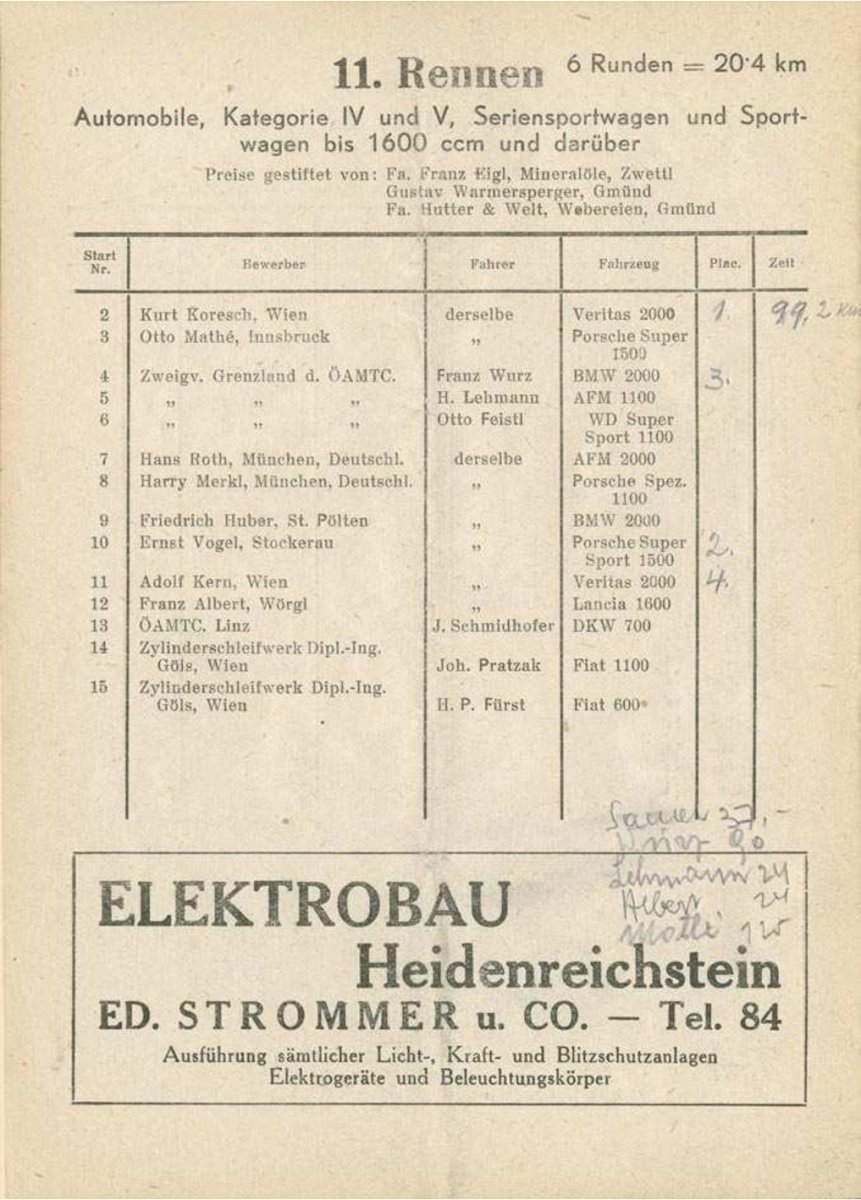 11. Rennen 6 Runden = 20·4 km
Automobile, Kategorie IV und V, Seriensportwagen und Sport-
wagen bis 1600 ccm und darüber
Preise gestiftet von: Fa. Franz Eigl, Mineralöle, Zwettl
Gustav Warmersperger, Gmünd
Fa. Hutter & Welt, Webereien, Gmünd
Start Nr. Bewerber Fahrer Fahrzeug Plac. Zeit
2 Kurt Koresch, Wien derselbe Veritas 2000 1. 99,2 km
3 Otto Mathé, Innsbruck „ Porsche Super
1500
4 Zweigv. Grenzland d. ÖAMTC. Franz Wurz BMW 2000 3.
5 „ „ „ H. Lehmann AFM 1100
6 „ „ „ Otto Feistl WD Super
Sport 1100
7 Hans Roth, München, Deutschl. derselbe AFM 2000
8 Harry Merkl, München, Deutschl. „ Porsche Spez.
1100
9 Friedrich Huber, St. Pölten „ BMW 2000
10 Ernst Vogel, Stockerau „ Porsche Super 2.
Sport 1500
11 Adolf Kern, Wien „ Veritas 2000 4.
12 Franz Albert, Wörgl „ Lancia 1600
13 ÖAMTC. Linz J. Schmidhofer DKW 700
14 Zylinderschleifwerk Dipl.-Ing.
Göls, Wien Joh. Pratzak Fiat 1100
15 Zylinderschleifwerk Dipl.-Ing.
Göls, Wien H. P. Fürst Fiat 600
37,-
Wurz 90
Lehmann 24
Albert 24
Mathé
ELEKTROBAU
Heidenreichstein
ED. STROMMER u. CO. — Tel. 84
Ausführung sämtlicher Licht-, Kraft- und Blitzschutzanlagen
Elektrogeräte und Beleuchtungskörper